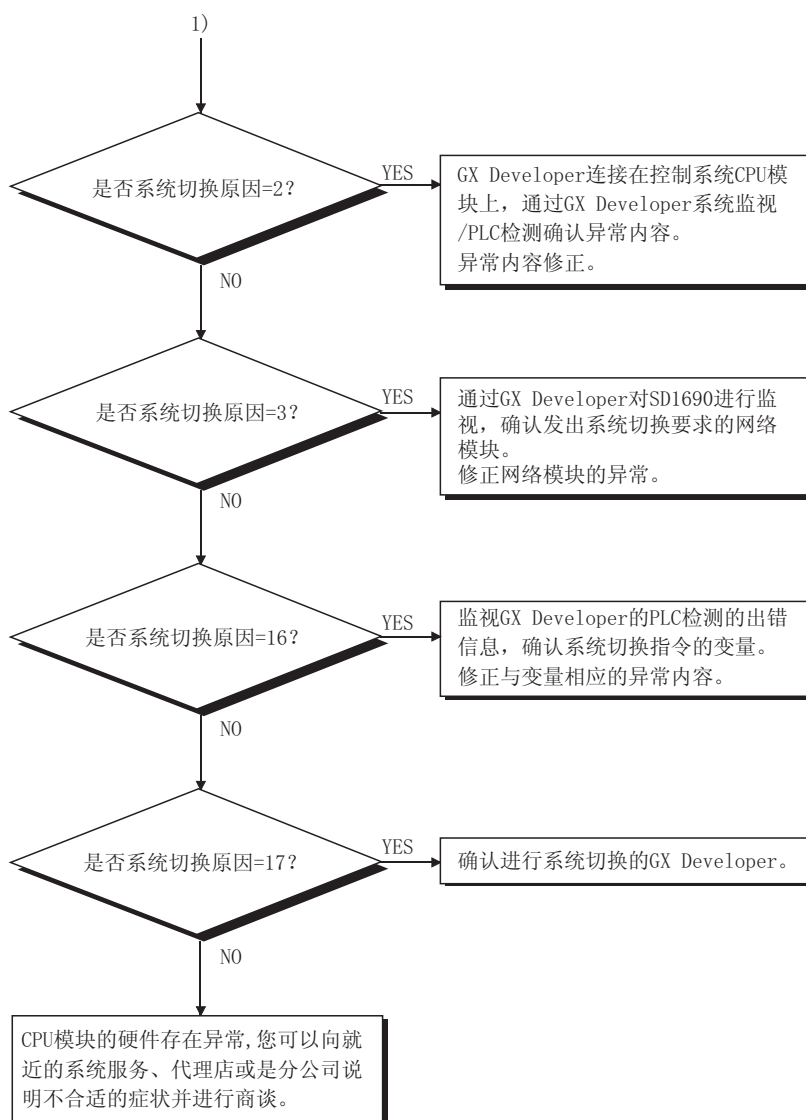 1)
是否系统切换原因=2?
YES
GX Developer连接在控制系统CPU模
块上，通过GX Developer系统监视
/PLC检测确认异常内容。
异常内容修正。
NO
是否系统切换原因=3?
YES
通过GX Developer对SD1690进行监
视，确认发出系统切换要求的网络
模块。
修正网络模块的异常。
NO
是否系统切换原因=16?
YES
监视GX Developer的PLC检测的出错
信息，确认系统切换指令的变量。
修正与变量相应的异常内容。
NO
是否系统切换原因=17?
YES
确认进行系统切换的GX Developer。
NO
CPU模块的硬件存在异常,您可以向就
近的系统服务、代理店或是分公司说
明不合适的症状并进行商谈。